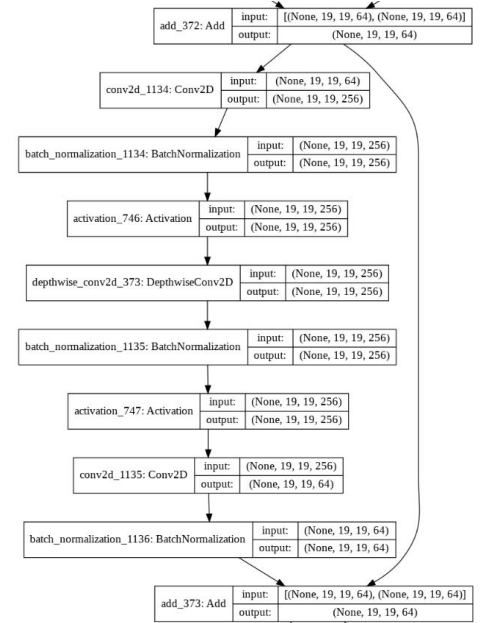 add_372: Add
input: [(None, 19, 19, 64), (None, 19, 19, 64)]
output: (None, 19, 19, 64)
conv2d_1134: Conv2D
input: (None, 19, 19, 64)
output: (None, 19, 19, 256)
batch_normalization_1134: BatchNormalization
input: (None, 19, 19, 256)
output: (None, 19, 19, 256)
activation_746: Activation
input: (None, 19, 19, 256)
output: (None, 19, 19, 256)
depthwise_conv2d_373: DepthwiseConv2D
input: (None, 19, 19, 256)
output: (None, 19, 19, 256)
batch_normalization_1135: BatchNormalization
input: (None, 19, 19, 256)
output: (None, 19, 19, 256)
activation_747: Activation
input: (None, 19, 19, 256)
output: (None, 19, 19, 256)
conv2d_1135: Conv2D
input: (None, 19, 19, 256)
output: (None, 19, 19, 64)
batch_normalization_1136: BatchNormalization
input: (None, 19, 19, 64)
output: (None, 19, 19, 64)
add_373: Add
input: [(None, 19, 19, 64), (None, 19, 19, 64)]
output: (None, 19, 19, 64)